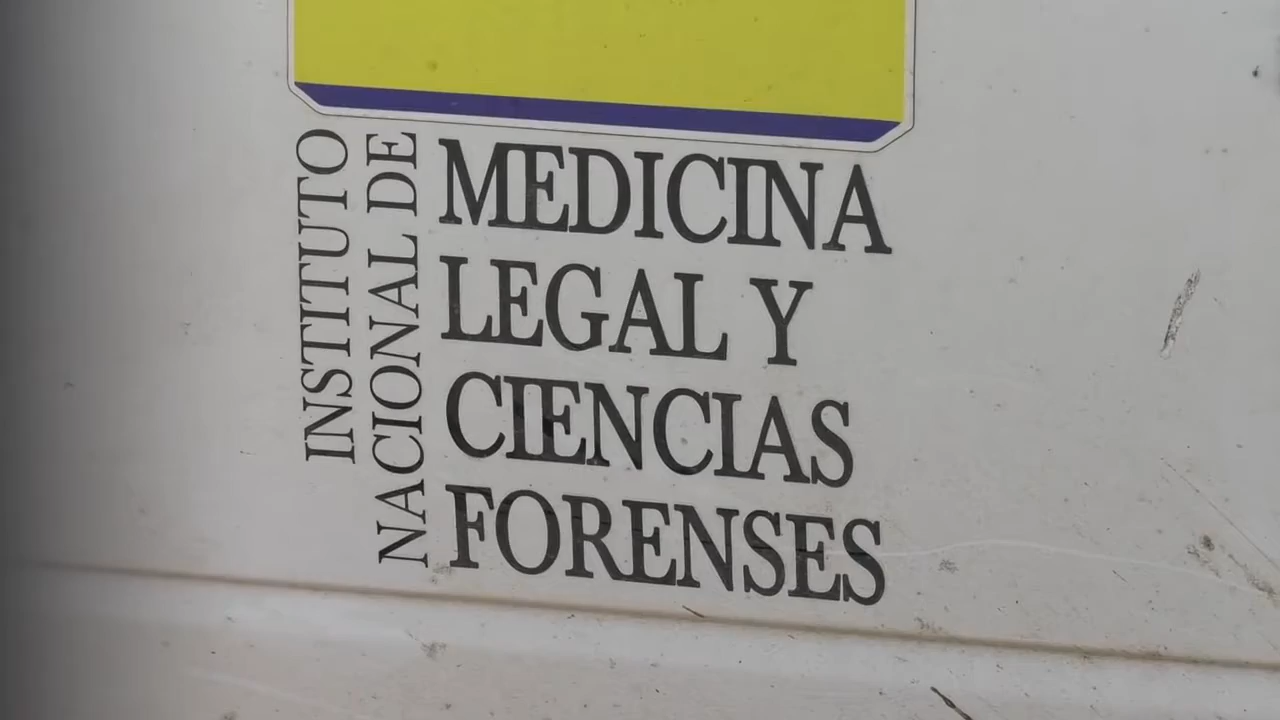 INSTITUTO
NACIONAL DE
MEDICINA
LEGAL Y
CIENCIAS
FORENSES